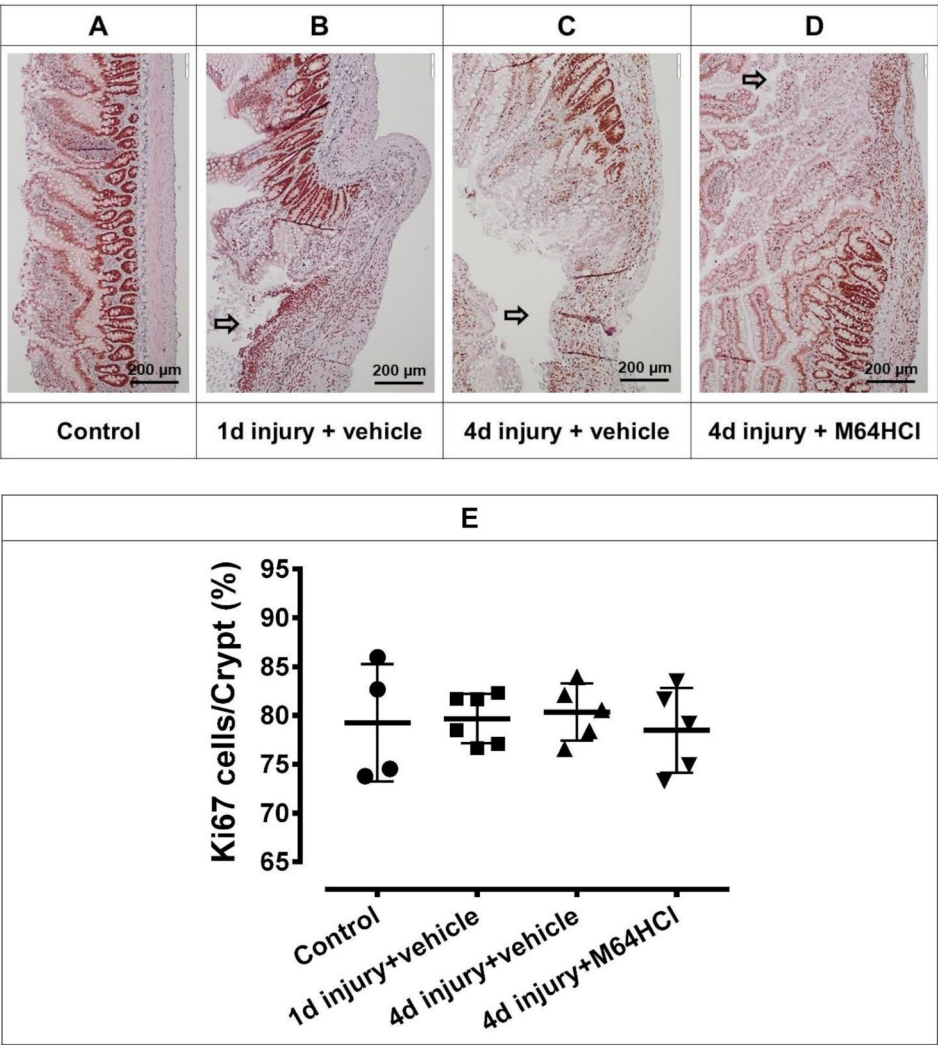 A
B
C
D
200 µm
200 µm
200 µm
200 µm
Control
1d injury + vehicle
4d injury + vehicle
4d injury + M64HCl
E
Ki67 cells/Crypt (%)
95
90
85
80
75
70
65
Control
1d injury+vehicle
4d injury+vehicle
4d injury+M64HCl